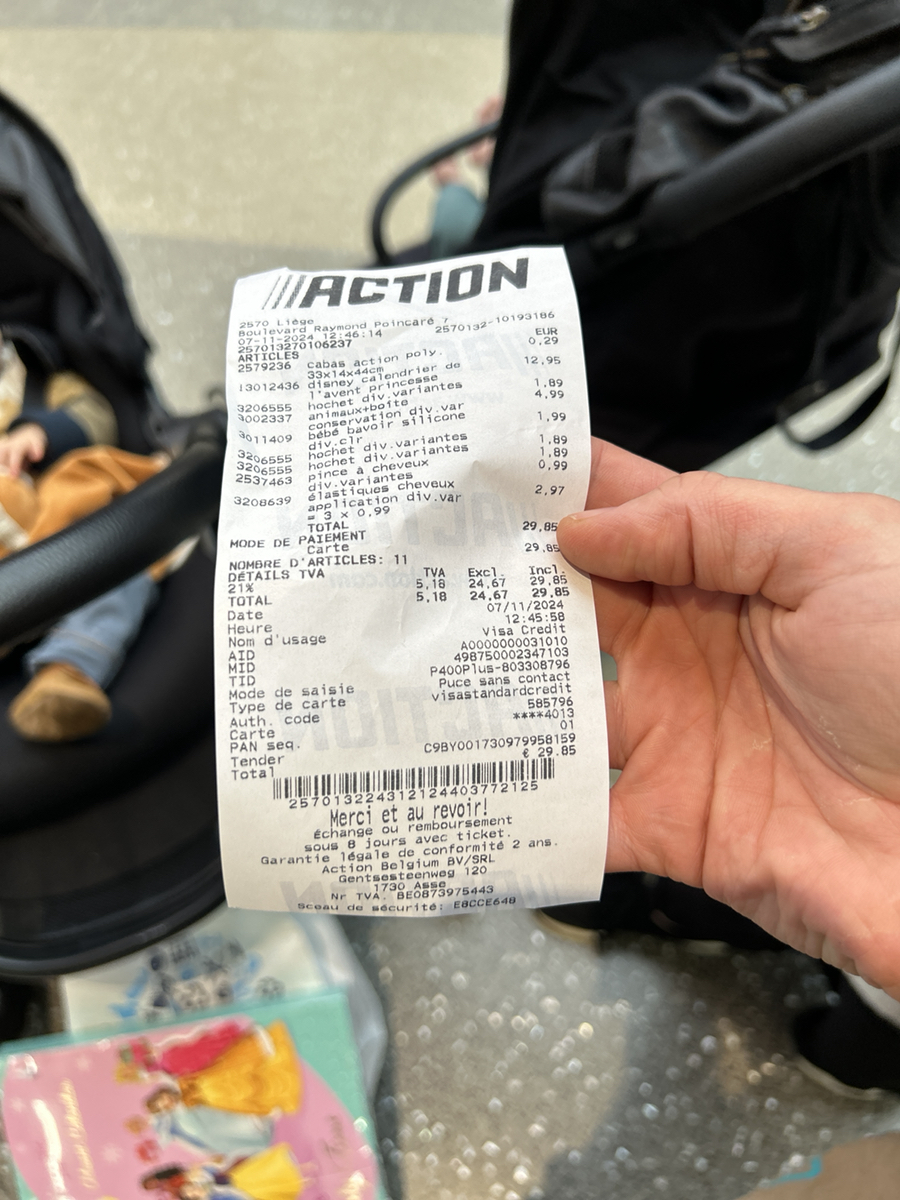 ACTION
2570 Liège
Boulevard Raymond Poincaré 7
07-11-2024 12:46:14 2570132-10193186
257013270106237 EUR
ARTICLES 0,29
2579236 cabas action poly.
33x14x44cm 12,95
13012436 disney calendrier de
l'avent princesse
3206555 hochet div.variantes 1,89
animaux+boîte 4,99
3002337 conservation div.var
bébé bavoir silicone 1,99
3011409 div.clr
3206555 hochet div.variantes 1,89
3206555 hochet div.variantes 1,89
2537463 pince à cheveux 0,99
div.variantes
3208639 élastiques cheveux 2,97
application div.var
= 3 x 0,99
TOTAL 29,85
MODE DE PAIEMENT
Carte 29,85
NOMBRE D'ARTICLES: 11
DÉTAILS TVA TVA Excl. Incl.
21% 5,18 24,67 29,85
TOTAL 5,18 24,67 29,85
Date 07/11/2024
Heure 12:45:58
Nom d'usage Visa Credit
AID A0000000031010
MID 498750002347103
TID P400Plus-803308796
Mode de saisie Puce sans contact
Type de carte visastandardcredit
Auth. code 585796
Carte ****4013
PAN seq. 01
Tender C9BY001730979958159
Total € 29.85
2570132243121244037​72125
Merci et au revoir!
Échange ou remboursement
sous 8 jours avec ticket.
Garantie légale de conformité 2 ans.
Action Belgium BV/SRL
Gentsesteenweg 120
1730 Asse
Nr TVA. BE0873975443
Sceau de sécurité: E8CCE648